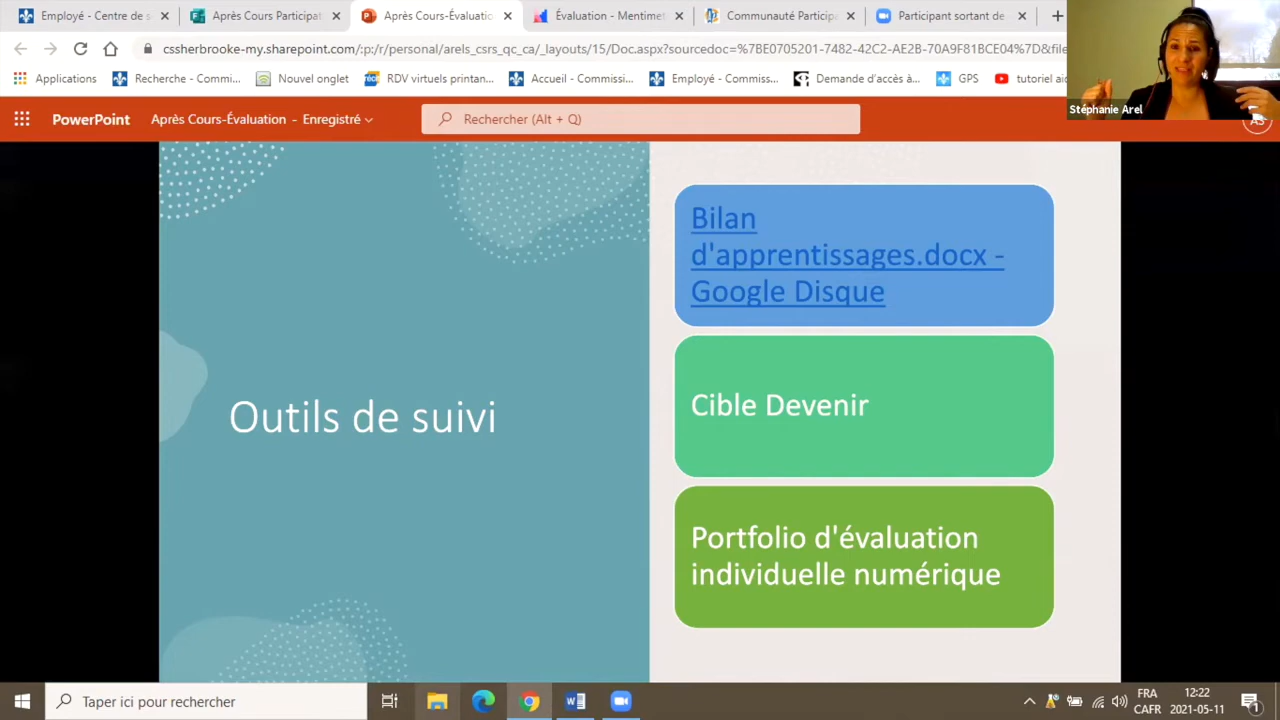 Employé - Centre de s
Après Cours Participat
Après Cours-Évaluatio
Évaluation - Mentimet
Communauté Participa
Participant sortant de
cssherbrooke-my.sharepoint.com/:p:/r/personal/arels_csrs_qc_ca/_layouts/15/Doc.aspx?sourcedoc=%7BE0705201-7482-42C2-AE2B-70A9F81BCE04%7D&file
Applications
Recherche - Commi...
Nouvel onglet
RDV virtuels printan...
Accueil - Commissi...
Employé - Commiss...
Demande d'accès à...
GPS
tutoriel aid
Stéphanie Arel
PowerPoint
Après Cours-Évaluation - Enregistré
Rechercher (Alt + Q)
AS
Bilan
d'apprentissages.docx -
Google Disque
Cible Devenir
Outils de suivi
Portfolio d'évaluation
individuelle numérique
Taper ici pour rechercher
FRA
CAFR
12:22
2021-05-11
1